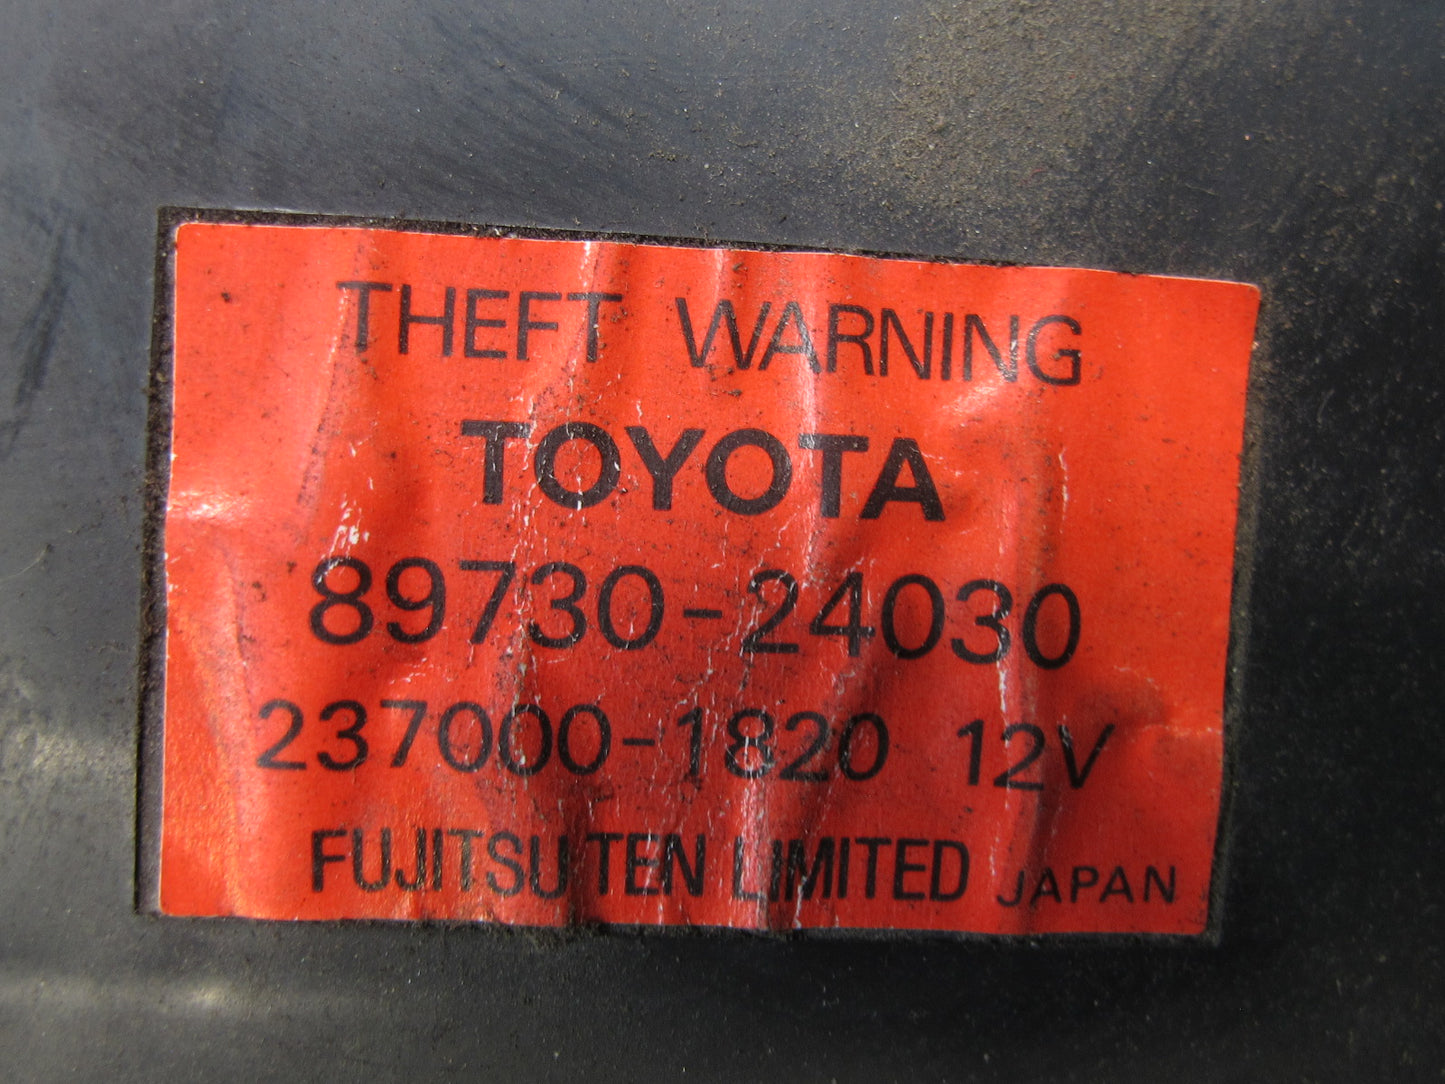 THEFT WARNING
TOYOTA
89730-24030
237000-1820 12V
FUJITSU TEN LIMITED JAPAN